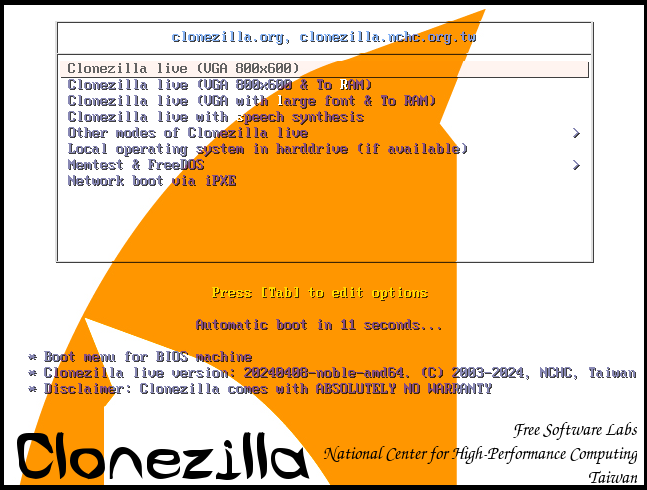 clonezilla.org, clonezilla.nchc.org.tw
Clonezilla live (VGA 800x600)
Clonezilla live (VGA 800x600 & To RAM)
Clonezilla live (VGA with large font & To RAM)
Clonezilla live with speech synthesis
Other modes of Clonezilla live >
Local operating system in harddrive (if available)
Memtest & FreeDOS >
Network boot via iPXE
Press [Tab] to edit options
Automatic boot in 11 seconds...
* Boot menu for BIOS machine
* Clonezilla live version: 20240408-noble-amd64. (C) 2003-2024, NCHC, Taiwan
* Disclaimer: Clonezilla comes with ABSOLUTELY NO WARRANTY
Clonezilla
Free Software Labs
National Center for High-Performance Computing
Taiwan